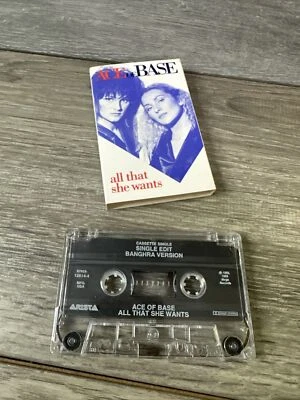 ACE OF BASE
all that
she wants
CASSETTE SINGLE
SINGLE EDIT
BANGHRA VERSION
ARISTA
ACE OF BASE
ALL THAT SHE WANTS